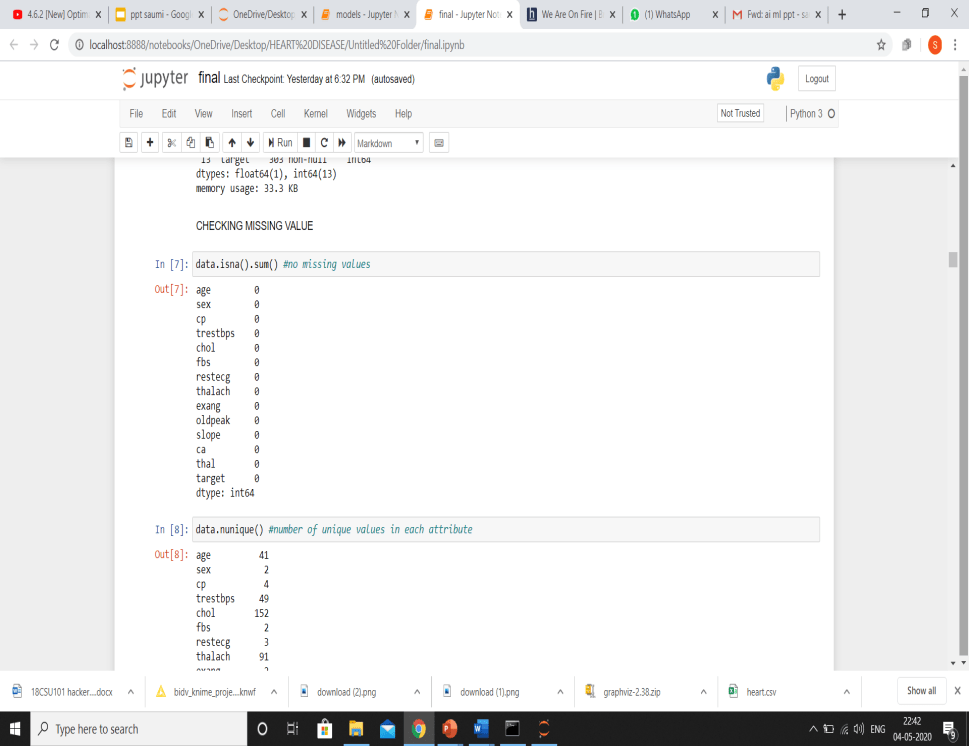 4.6.2 [New] Optim
ppt saumi - Googl
OneDrive/Desktop
models - Jupyter N
final - Jupyter Not
We Are On Fire | B
(1) WhatsApp
Fwd: ai ml ppt - sa
localhost:8888/notebooks/OneDrive/Desktop/HEART%20DISEASE/Untitled%20Folder/final.ipynb
S
jupyter final Last Checkpoint: Yesterday at 6:32 PM (autosaved)
Logout
File Edit View Insert Cell Kernel Widgets Help
Not Trusted
Python 3
Run
Markdown
13 target 303 non-null int64
dtypes: float64(1), int64(13)
memory usage: 33.3 KB
CHECKING MISSING VALUE
In [7]: data.isna().sum() #no missing values
Out[7]: age 0
sex 0
cp 0
trestbps 0
chol 0
fbs 0
restecg 0
thalach 0
exang 0
oldpeak 0
slope 0
ca 0
thal 0
target 0
dtype: int64
In [8]: data.nunique() #number of unique values in each attribute
Out[8]: age 41
sex 2
cp 4
trestbps 49
chol 152
fbs 2
restecg 3
thalach 91
exang 2
18CSU101 hacker....docx
bidv_knime_proje....knwf
download (2).png
download (1).png
graphviz-2.38.zip
heart.csv
Show all
Type here to search
ENG
22:42
04-05-2020
9